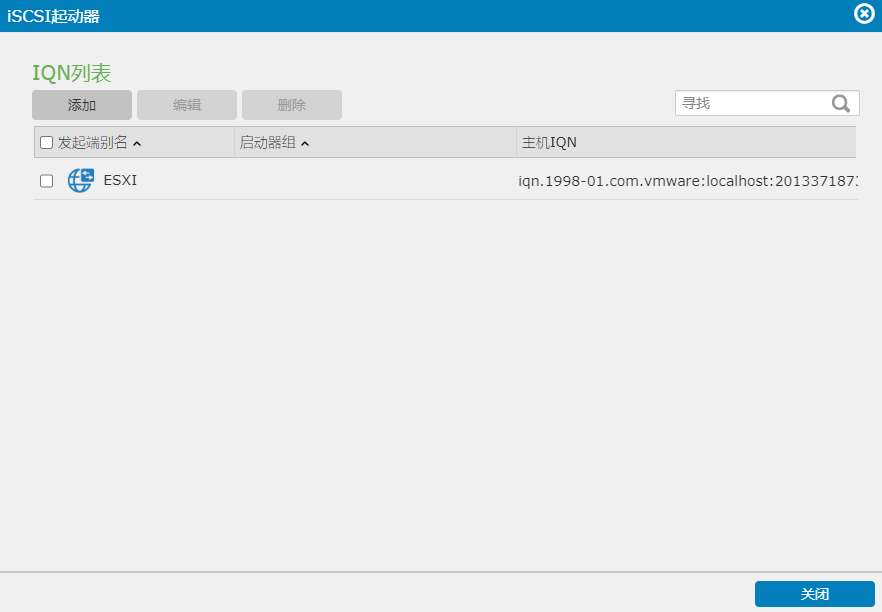 iSCSI起动器
IQN列表
添加 编辑 删除 寻找
发起端别名 启动器组 主机IQN
ESXI iqn.1998-01.com.vmware:localhost:201337187
关闭